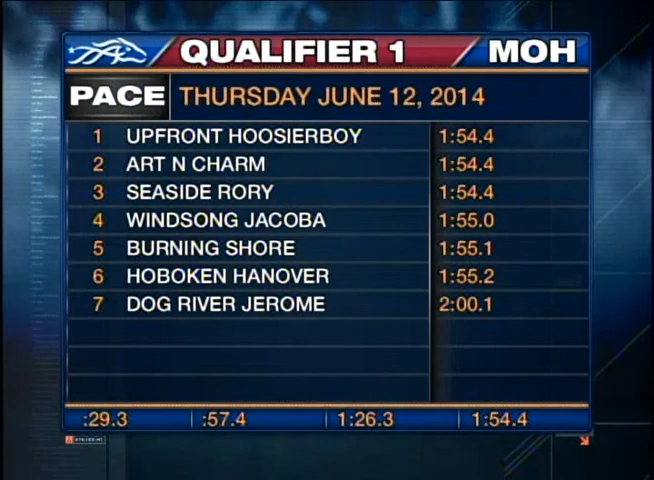 QUALIFIER 1 MOH
PACE THURSDAY JUNE 12, 2014
1 UPFRONT HOOSIERBOY 1:54.4
2 ART N CHARM 1:54.4
3 SEASIDE RORY 1:54.4
4 WINDSONG JACOBA 1:55.0
5 BURNING SHORE 1:55.1
6 HOBOKEN HANOVER 1:55.2
7 DOG RIVER JEROME 2:00.1
:29.3 :57.4 1:26.3 1:54.4